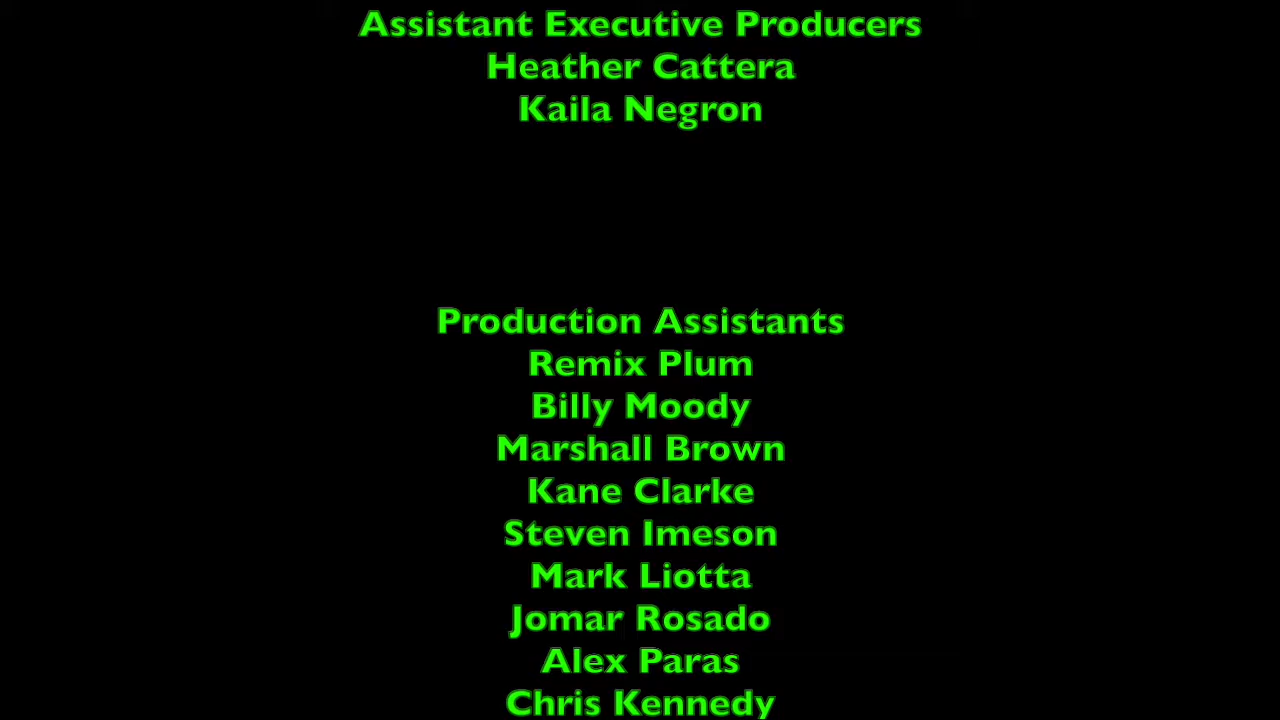 Assistant Executive Producers
Heather Cattera
Kaila Negron
Production Assistants
Remix Plum
Billy Moody
Marshall Brown
Kane Clarke
Steven Imeson
Mark Liotta
Jomar Rosado
Alex Paras
Chris Kennedy